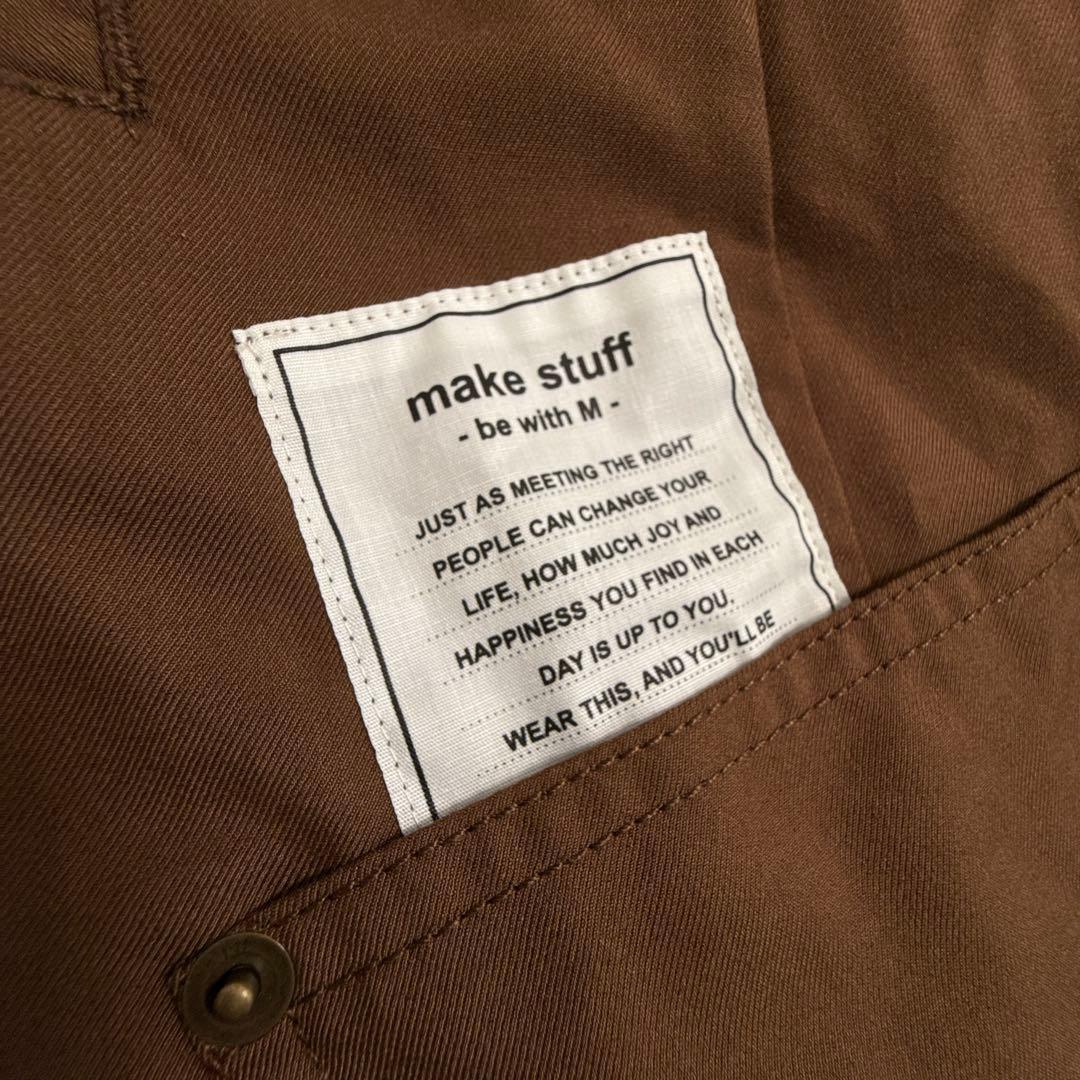 make stuff
- be with M -
JUST AS MEETING THE RIGHT
PEOPLE CAN CHANGE YOUR
LIFE, HOW MUCH JOY AND
HAPPINESS YOU FIND IN EACH
DAY IS UP TO YOU.
WEAR THIS, AND YOU'LL BE